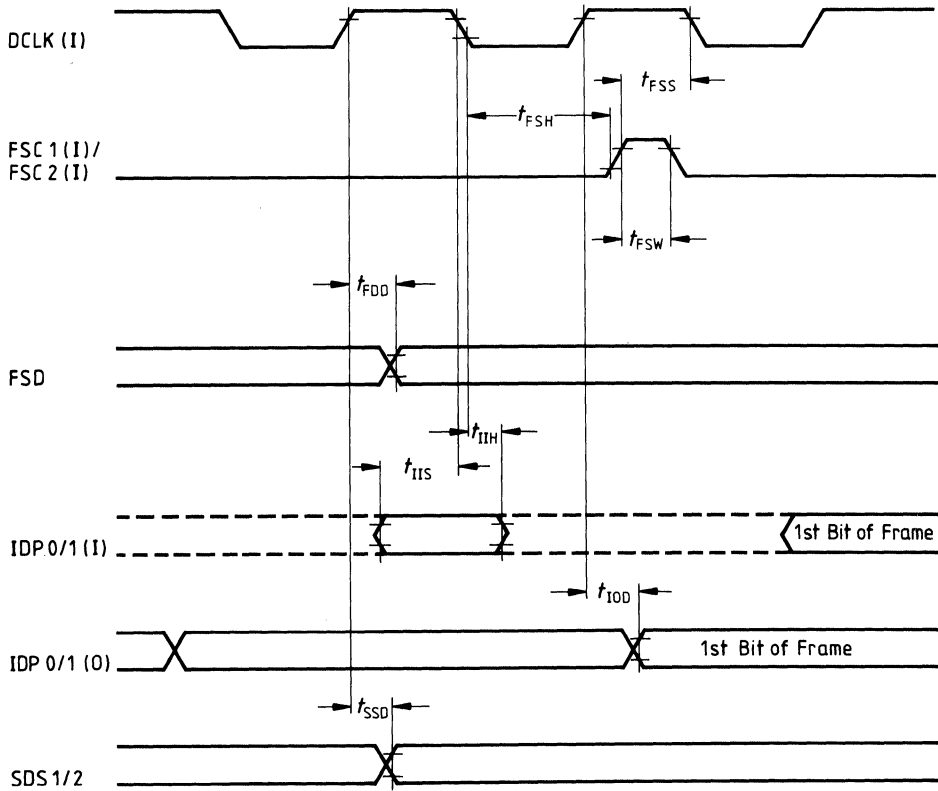 DCLK (I)
tFSS
tFSH
FSC 1 (I)/
FSC 2 (I)
tFSW
tFDD
FSD
tIIH
tIIS
IDP 0/1 (I)
1st Bit of Frame
tIOD
IDP 0/1 (O)
1st Bit of Frame
tSSD
SDS 1/2